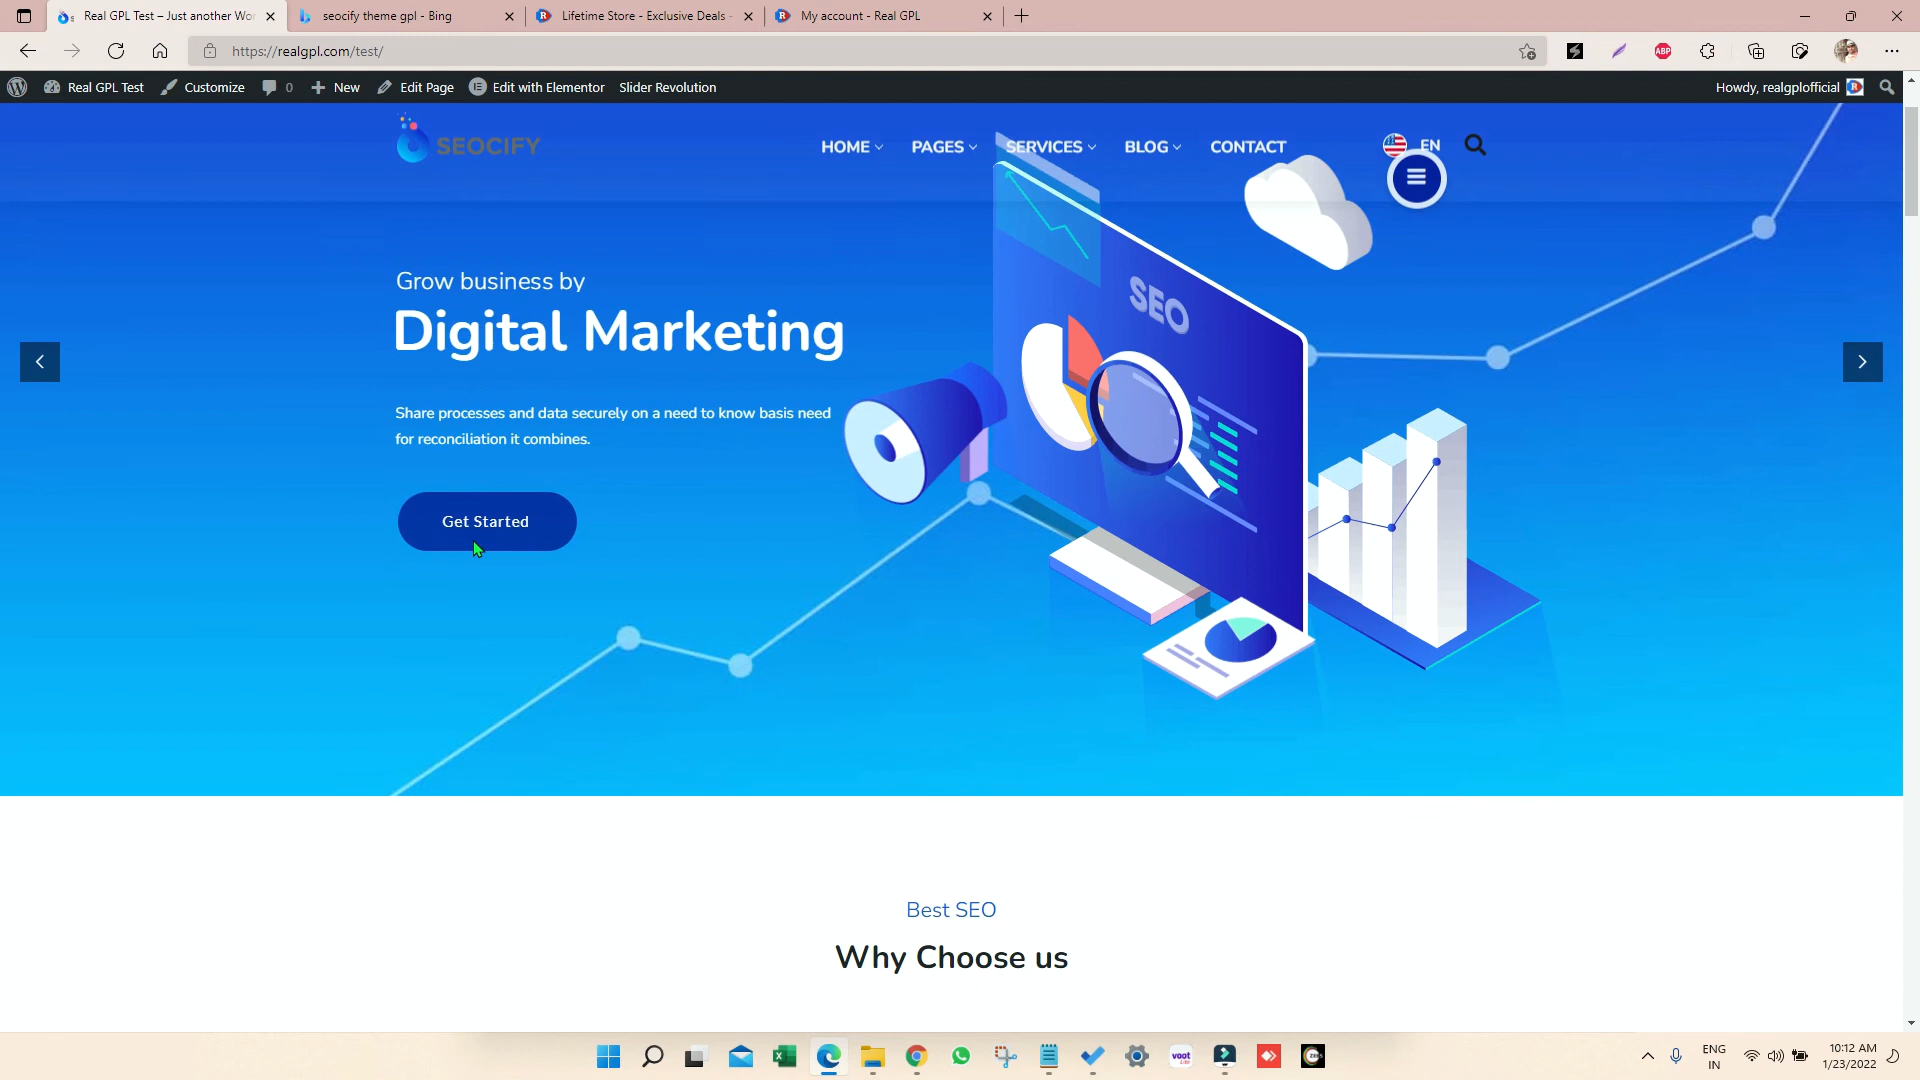 Real GPL Test – Just another Wor
seocify theme gpl - Bing
Lifetime Store - Exclusive Deals -
My account - Real GPL
https://realgpl.com/test/
ABP
Real GPL Test
Customize
0
New
Edit Page
Edit with Elementor
Slider Revolution
Howdy, realgplofficial
SEOCIFY
HOME
PAGES
SERVICES
BLOG
CONTACT
EN
SEO
Grow business by
Digital Marketing
Share processes and data securely on a need to know basis need
for reconciliation it combines.
Get Started
Best SEO
Why Choose us
voot
ENG
IN
10:12 AM
1/23/2022